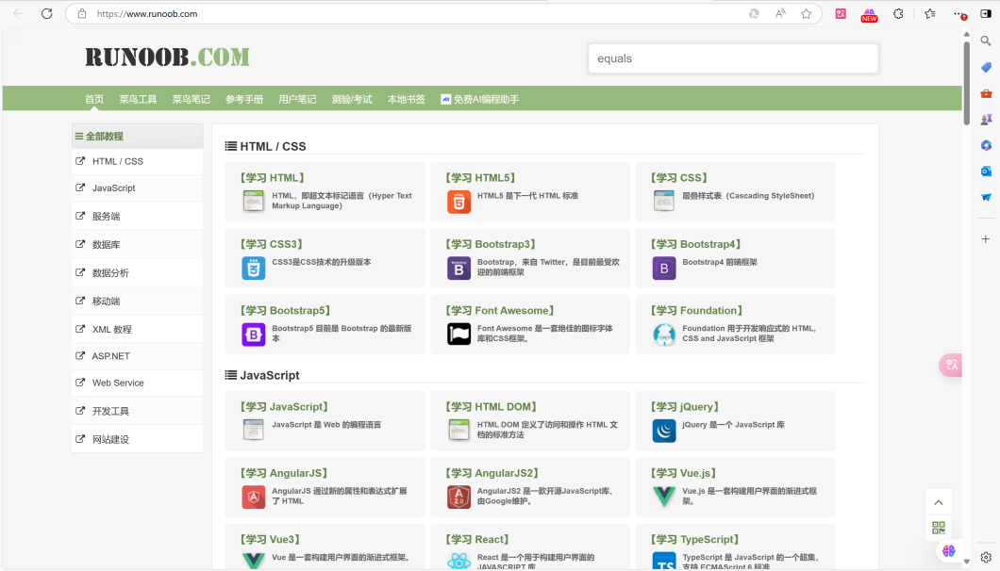 https://www.runoob.com
NEW
RUNOOB.COM
equals
首页 菜鸟工具 菜鸟笔记 参考手册 用户笔记 测验/考试 本地书签 免费AI编程助手
全部教程
HTML / CSS
JavaScript
服务端
数据库
数据分析
移动端
XML 教程
ASP.NET
Web Service
开发工具
网站建设
HTML / CSS
【学习 HTML】
HTML，即超文本标记语言（Hyper Text
Markup Language）
【学习 HTML5】
HTML5 是下一代 HTML 标准
【学习 CSS】
层叠样式表（Cascading StyleSheet)
【学习 CSS3】
CSS3是CSS技术的升级版本
【学习 Bootstrap3】
Bootstrap，来自 Twitter，是目前最受欢
迎的前端框架
【学习 Bootstrap4】
Bootstrap4 前端框架
【学习 Bootstrap5】
Bootstrap5 目前是 Bootstrap 的最新版
本
【学习 Font Awesome】
Font Awesome 是一套绝佳的图标字体
库和CSS框架。
【学习 Foundation】
Foundation 用于开发响应式的 HTML,
CSS and JavaScript 框架
JavaScript
【学习 JavaScript】
JavaScript 是 Web 的编程语言
【学习 HTML DOM】
HTML DOM 定义了访问和操作 HTML 文
档的标准方法
【学习 jQuery】
jQuery 是一个 JavaScript 库
【学习 AngularJS】
AngularJS 通过新的属性和表达式扩展
了 HTML
【学习 AngularJS2】
AngularJS2 是一款开源JavaScript库，
由Google维护。
【学习 Vue.js】
Vue.js 是一套构建用户界面的渐进式框
架。
【学习 Vue3】
Vue 是一套构建用户界面的渐进式框架。
【学习 React】
React 是一个用于构建用户界面的
JAVASCRIPT 库
【学习 TypeScript】
TypeScript 是 JavaScript 的一个超集，
支持 ECMAScript 6 标准